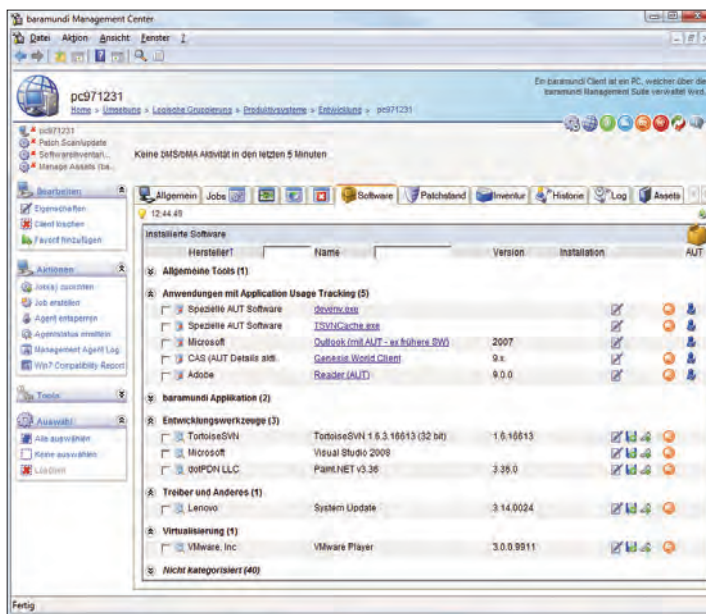 baramundi Management Center
Datei Aktion Ansicht Fenster ?
Ein baramundi Client ist ein PC, welcher über die
baramundi Management Suite verwaltet wird.
pc971231
Home > Umgebung > Logische Gruppierung > Produktivsysteme > Entwicklung > pc971231
pc971231
Patch Scan/update
Softwareinventari...
Manage Assets (ba...
Keine bMS/bMA Aktivität in den letzten 5 Minuten
Bearbeiten
Eigenschaften
Client löschen
Favorit hinzufügen
Aktionen
Job(s) zuordnen
Job erstellen
Agent entsperren
Agentstatus ermitteln
Management Agent Log
Win7 Compatibility Report
Tools
Auswahl
Alle auswählen
Keine auswählen
Löschen
Allgemein Jobs Software Patchstand Inventur Historie Log Assets
12:44:49
Installierte Software
Hersteller↑ Name Version Installation AUT
Allgemeine Tools (1)
Anwendungen mit Application Usage Tracking (5)
Spezielle AUT Software devenv.exe
Spezielle AUT Software TSVNCache.exe
Microsoft Outlook (mit AUT - ex frühere SW) 2007
CAS (AUT Details akti. Genesis World Client 9.x
Adobe Reader (AUT) 9.0.0
baramundi Applikation (2)
Entwicklungswerkzeuge (3)
TortoiseSVN TortoiseSVN 1.6.3.16613 (32 bit) 1.6.16613
Microsoft Visual Studio 2008
dotPDN LLC Paint.NET v3.36 3.36.0
Treiber und Anderes (1)
Lenovo System Update 3.14.0024
Virtualisierung (1)
VMware, Inc VMware Player 3.0.0.9911
Nicht kategorisiert (40)
Fertig